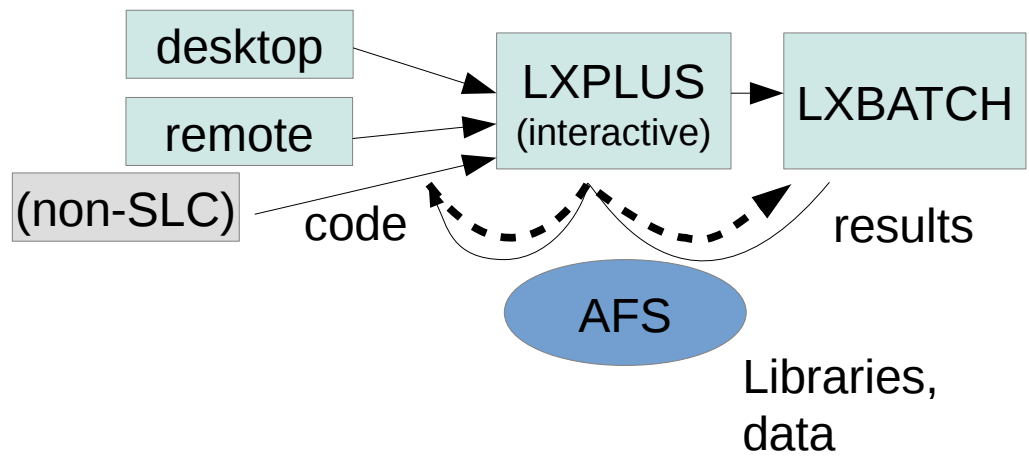 desktop
remote
(non-SLC)
LXPLUS
(interactive)
LXBATCH
code
results
AFS
Libraries,
data